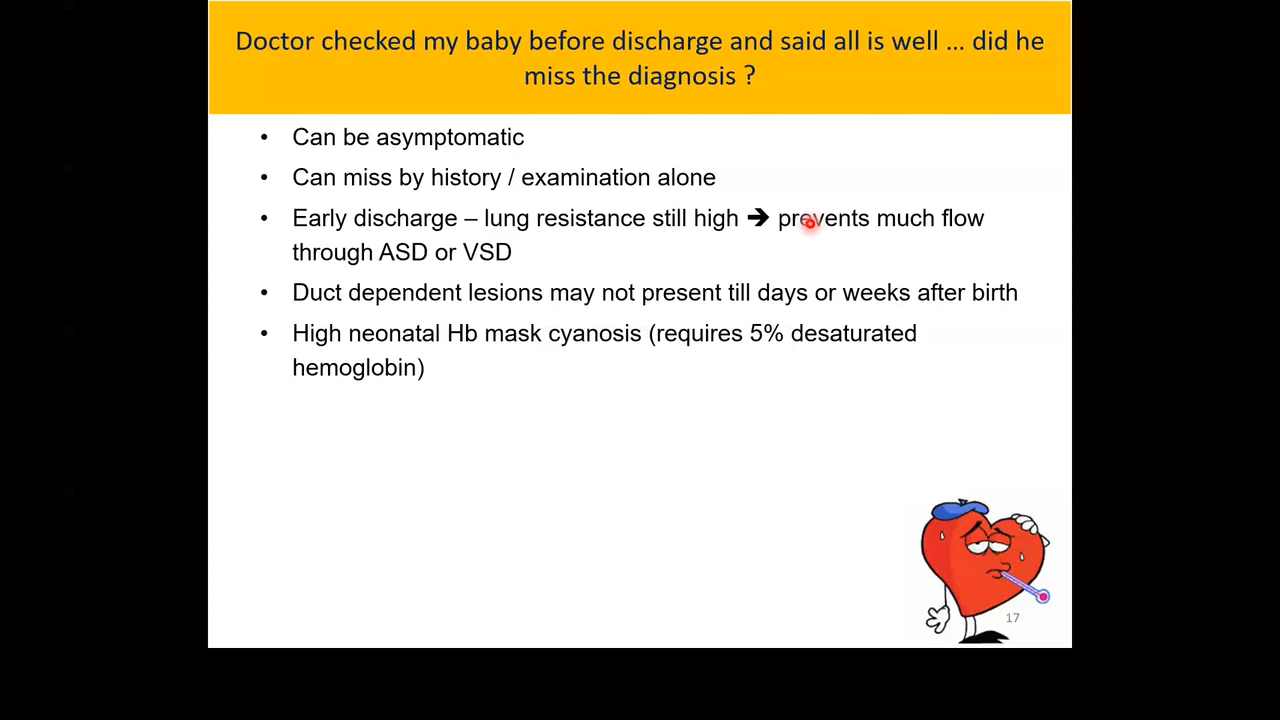 Doctor checked my baby before discharge and said all is well ... did he
miss the diagnosis ?
• Can be asymptomatic
• Can miss by history / examination alone
• Early discharge – lung resistance still high ➔ prevents much flow
through ASD or VSD
• Duct dependent lesions may not present till days or weeks after birth
• High neonatal Hb mask cyanosis (requires 5% desaturated
hemoglobin)
17